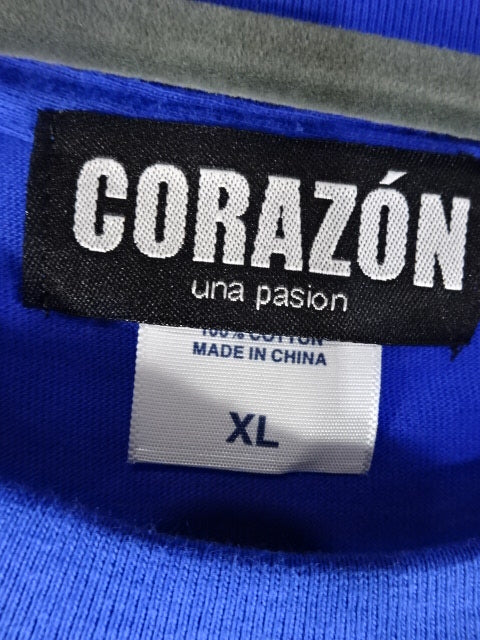 CORAZÓN
una pasion
100% COTTON
MADE IN CHINA
XL